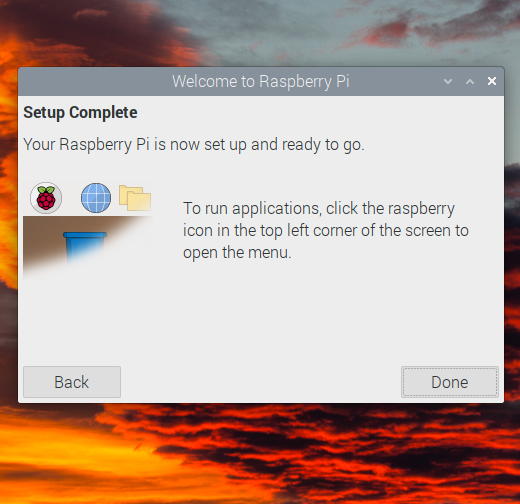 Welcome to Raspberry Pi
Setup Complete
Your Raspberry Pi is now set up and ready to go.
To run applications, click the raspberry
icon in the top left corner of the screen to
open the menu.
Back
Done